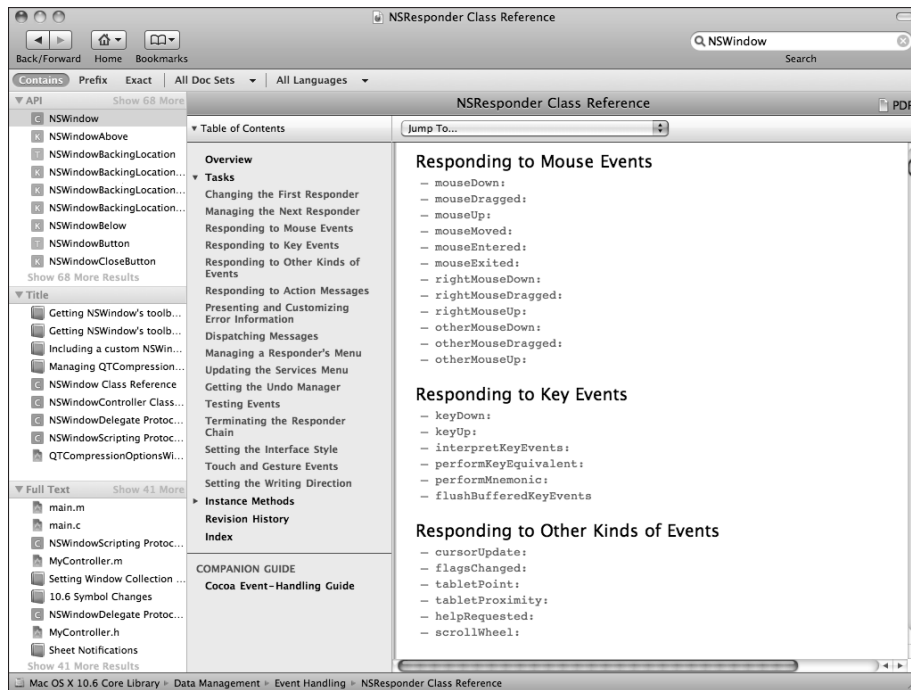 NSResponder Class Reference
NSWindow
Back/Forward
Home
Bookmarks
Search
Contains
Prefix
Exact
All Doc Sets
All Languages
API
Show 68 More
NSWindow
NSWindowAbove
NSWindowBackingLocation
NSWindowBackingLocation...
NSWindowBackingLocation...
NSWindowBackingLocation...
NSWindowBelow
NSWindowButton
NSWindowCloseButton
Show 68 More Results
Title
Getting NSWindow's toolb...
Getting NSWindow's toolb...
Including a custom NSWin...
Managing QTCompression...
NSWindow Class Reference
NSWindowController Class...
NSWindowDelegate Protoc...
NSWindowScripting Protoc...
QTCompressionOptionsWi...
Full Text
Show 41 More
main.m
main.c
NSWindowScripting Protoc...
MyController.m
Setting Window Collection ...
10.6 Symbol Changes
NSWindowDelegate Protoc...
MyController.h
Sheet Notifications
Show 41 More Results
NSResponder Class Reference
PDF
Table of Contents
Jump To...
Overview
Tasks
Changing the First Responder
Managing the Next Responder
Responding to Mouse Events
Responding to Key Events
Responding to Other Kinds of
Events
Responding to Action Messages
Presenting and Customizing
Error Information
Dispatching Messages
Managing a Responder's Menu
Updating the Services Menu
Getting the Undo Manager
Testing Events
Terminating the Responder
Chain
Setting the Interface Style
Touch and Gesture Events
Setting the Writing Direction
Instance Methods
Revision History
Index
COMPANION GUIDE
Cocoa Event-Handling Guide
Responding to Mouse Events
– mouseDown:
– mouseDragged:
– mouseUp:
– mouseMoved:
– mouseEntered:
– mouseExited:
– rightMouseDown:
– rightMouseDragged:
– rightMouseUp:
– otherMouseDown:
– otherMouseDragged:
– otherMouseUp:
Responding to Key Events
– keyDown:
– keyUp:
– interpretKeyEvents:
– performKeyEquivalent:
– performMnemonic:
– flushBufferedKeyEvents
Responding to Other Kinds of Events
– cursorUpdate:
– flagsChanged:
– tabletPoint:
– tabletProximity:
– helpRequested:
– scrollWheel:
Mac OS X 10.6 Core Library ▸ Data Management ▸ Event Handling ▸ NSResponder Class Reference